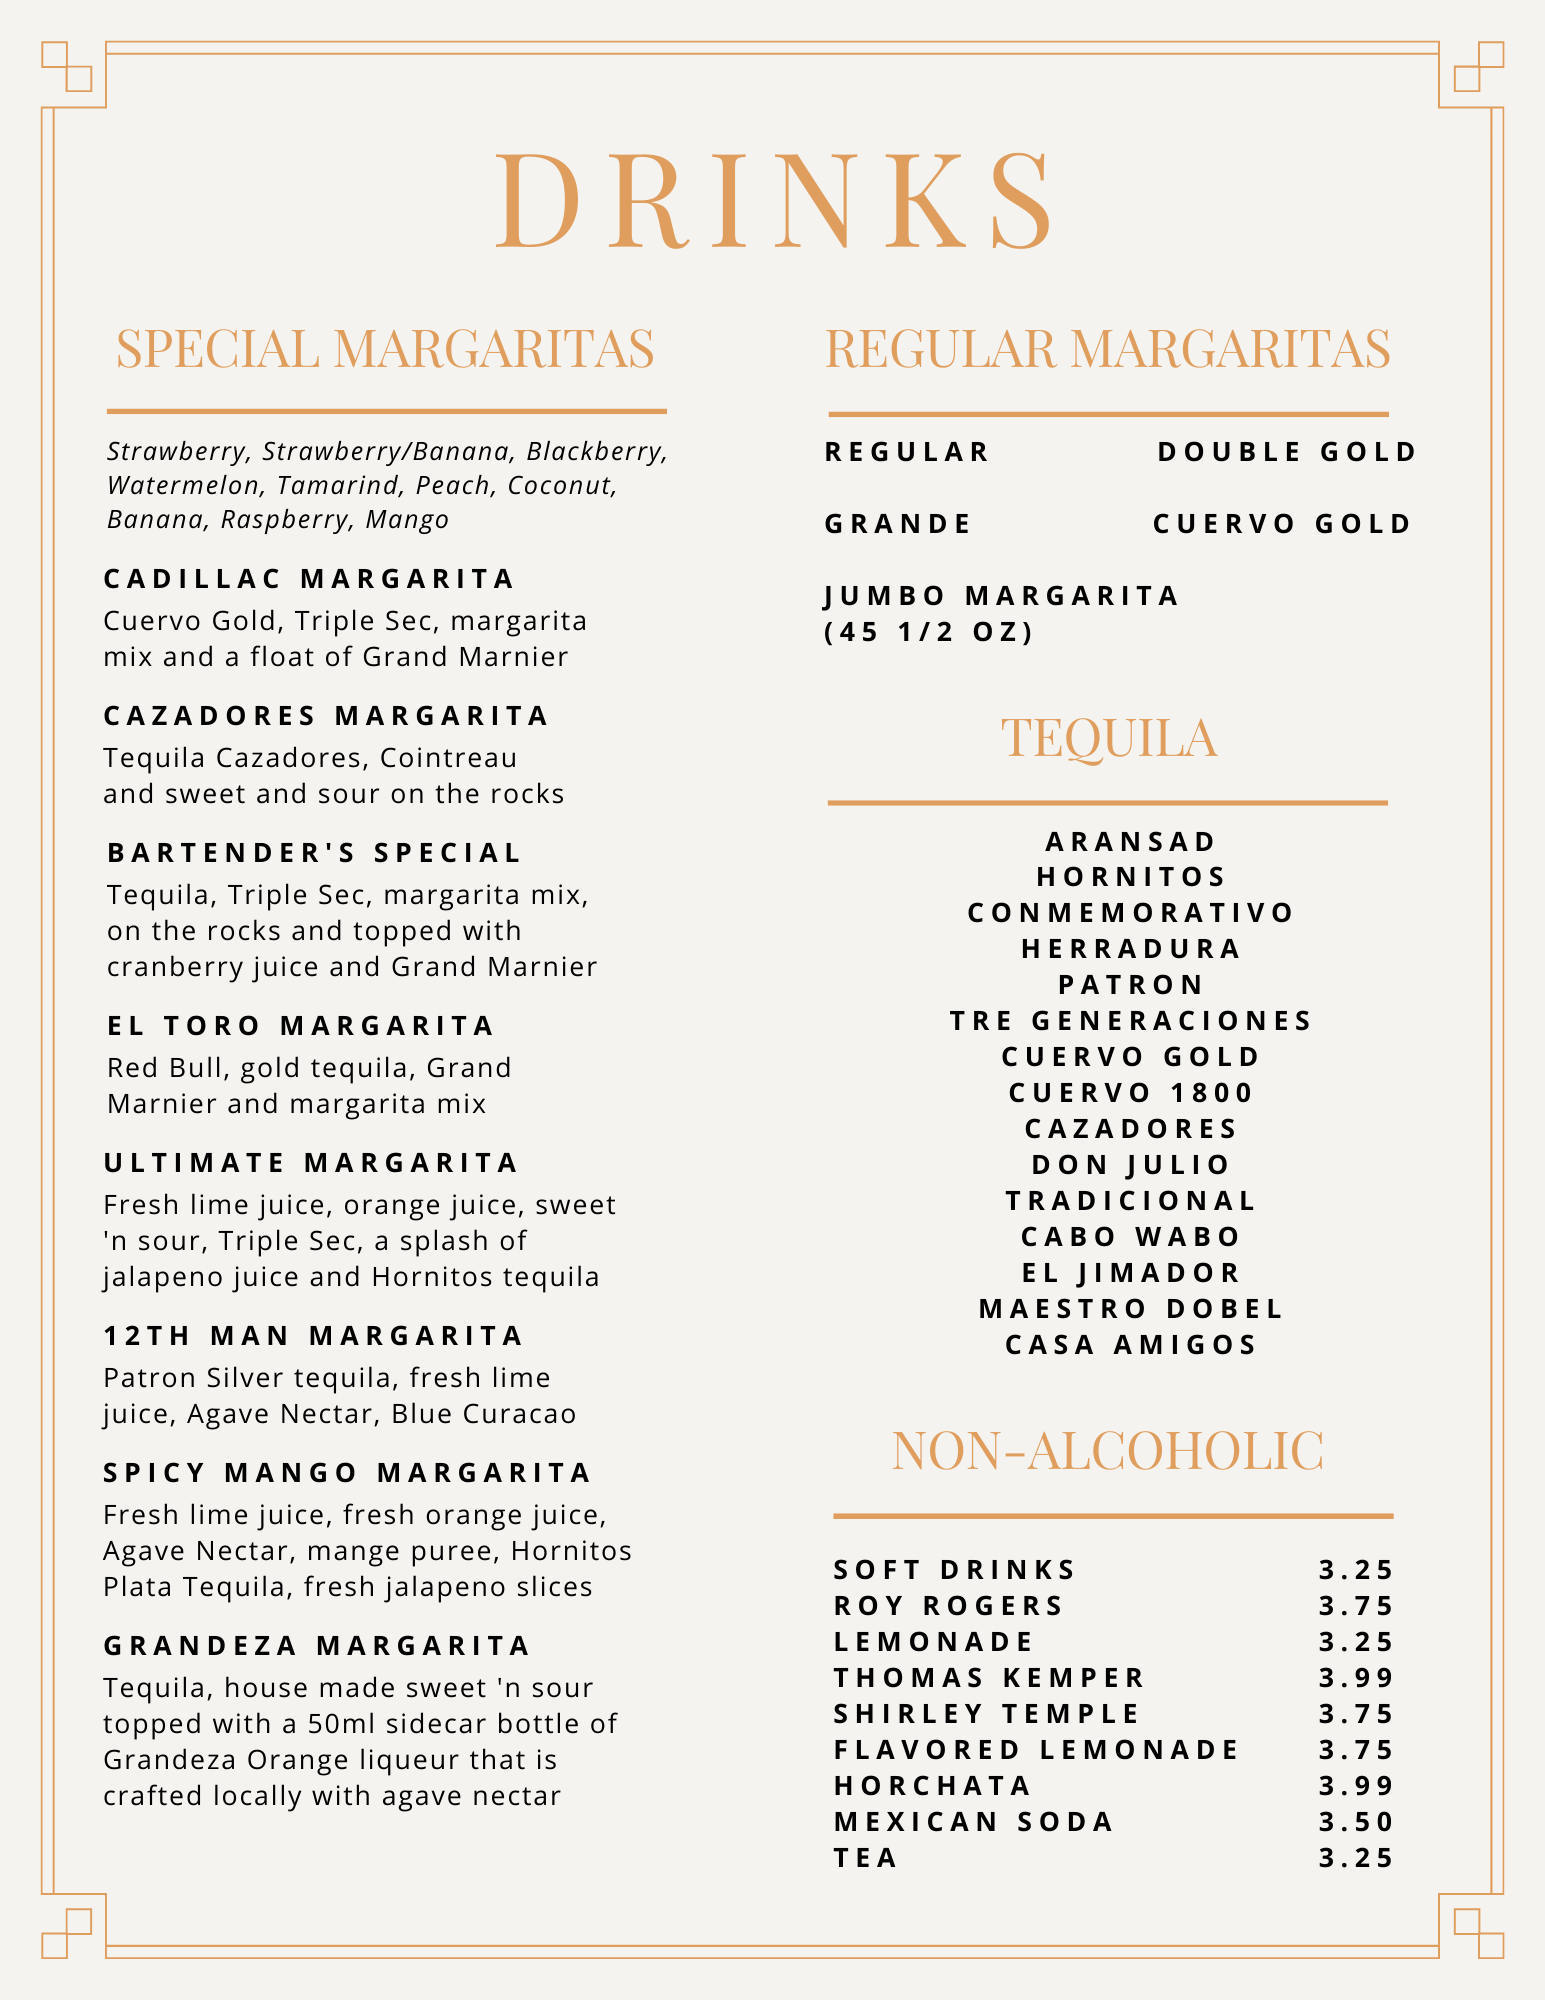 DRINKS
SPECIAL MARGARITAS
Strawberry, Strawberry/Banana, Blackberry,
Watermelon, Tamarind, Peach, Coconut,
Banana, Raspberry, Mango
CADILLAC MARGARITA
Cuervo Gold, Triple Sec, margarita
mix and a float of Grand Marnier
CAZADORES MARGARITA
Tequila Cazadores, Cointreau
and sweet and sour on the rocks
BARTENDER'S SPECIAL
Tequila, Triple Sec, margarita mix,
on the rocks and topped with
cranberry juice and Grand Marnier
EL TORO MARGARITA
Red Bull, gold tequila, Grand
Marnier and margarita mix
ULTIMATE MARGARITA
Fresh lime juice, orange juice, sweet
'n sour, Triple Sec, a splash of
jalapeno juice and Hornitos tequila
12TH MAN MARGARITA
Patron Silver tequila, fresh lime
juice, Agave Nectar, Blue Curacao
SPICY MANGO MARGARITA
Fresh lime juice, fresh orange juice,
Agave Nectar, mange puree, Hornitos
Plata Tequila, fresh jalapeno slices
GRANDEZA MARGARITA
Tequila, house made sweet 'n sour
topped with a 50ml sidecar bottle of
Grandeza Orange liqueur that is
crafted locally with agave nectar
REGULAR MARGARITAS
REGULAR DOUBLE GOLD
GRANDE CUERVO GOLD
JUMBO MARGARITA
(45 1/2 OZ)
TEQUILA
ARANSAD
HORNITOS
CONMEMORATIVO
HERRADURA
PATRON
TRE GENERACIONES
CUERVO GOLD
CUERVO 1800
CAZADORES
DON JULIO
TRADICIONAL
CABO WABO
EL JIMADOR
MAESTRO DOBEL
CASA AMIGOS
NON-ALCOHOLIC
SOFT DRINKS 3.25
ROY ROGERS 3.75
LEMONADE 3.25
THOMAS KEMPER 3.99
SHIRLEY TEMPLE 3.75
FLAVORED LEMONADE 3.75
HORCHATA 3.99
MEXICAN SODA 3.50
TEA 3.25